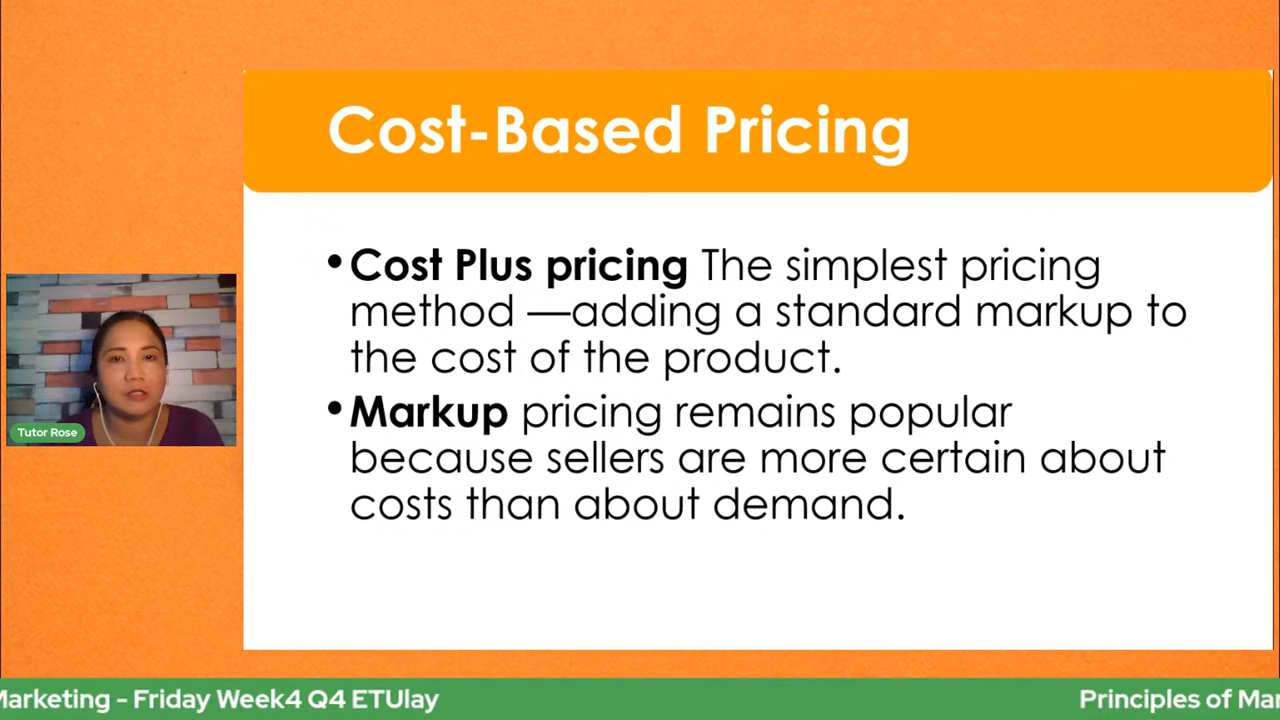 Cost-Based Pricing
•Cost Plus pricing The simplest pricing
method —adding a standard markup to
the cost of the product.
•Markup pricing remains popular
because sellers are more certain about
costs than about demand.
Tutor Rose
Marketing - Friday Week4 Q4 ETUlay
Principles of Mar